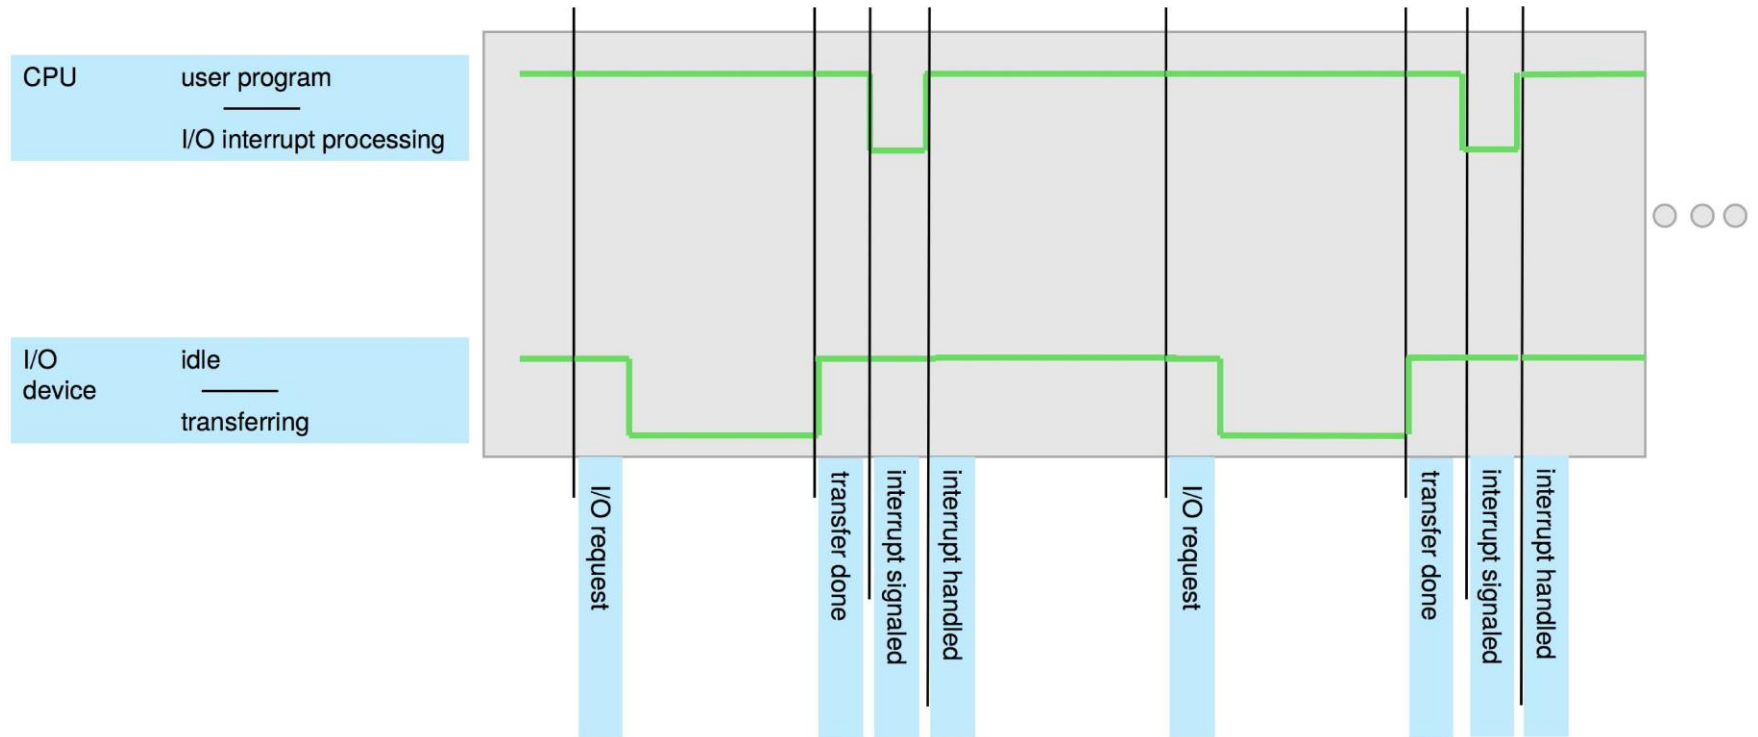 CPU
user program
I/O interrupt processing
I/O
device
idle
transferring
I/O request
transfer done
interrupt signaled
interrupt handled
I/O request
transfer done
interrupt signaled
interrupt handled